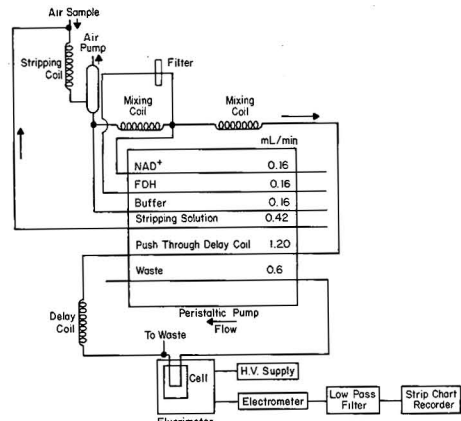 Air Sample
Air
Pump
Stripping
Coil
Filter
Mixing
Coil
Mixing
Coil
mL/min
NAD+ 0.16
FDH 0.16
Buffer 0.16
Stripping Solution 0.42
Push Through Delay Coil 1.20
Waste 0.6
Peristaltic Pump
Flow
Delay
Coil
To Waste
Cell
H.V. Supply
Electrometer
Low Pass
Filter
Strip Chart
Recorder